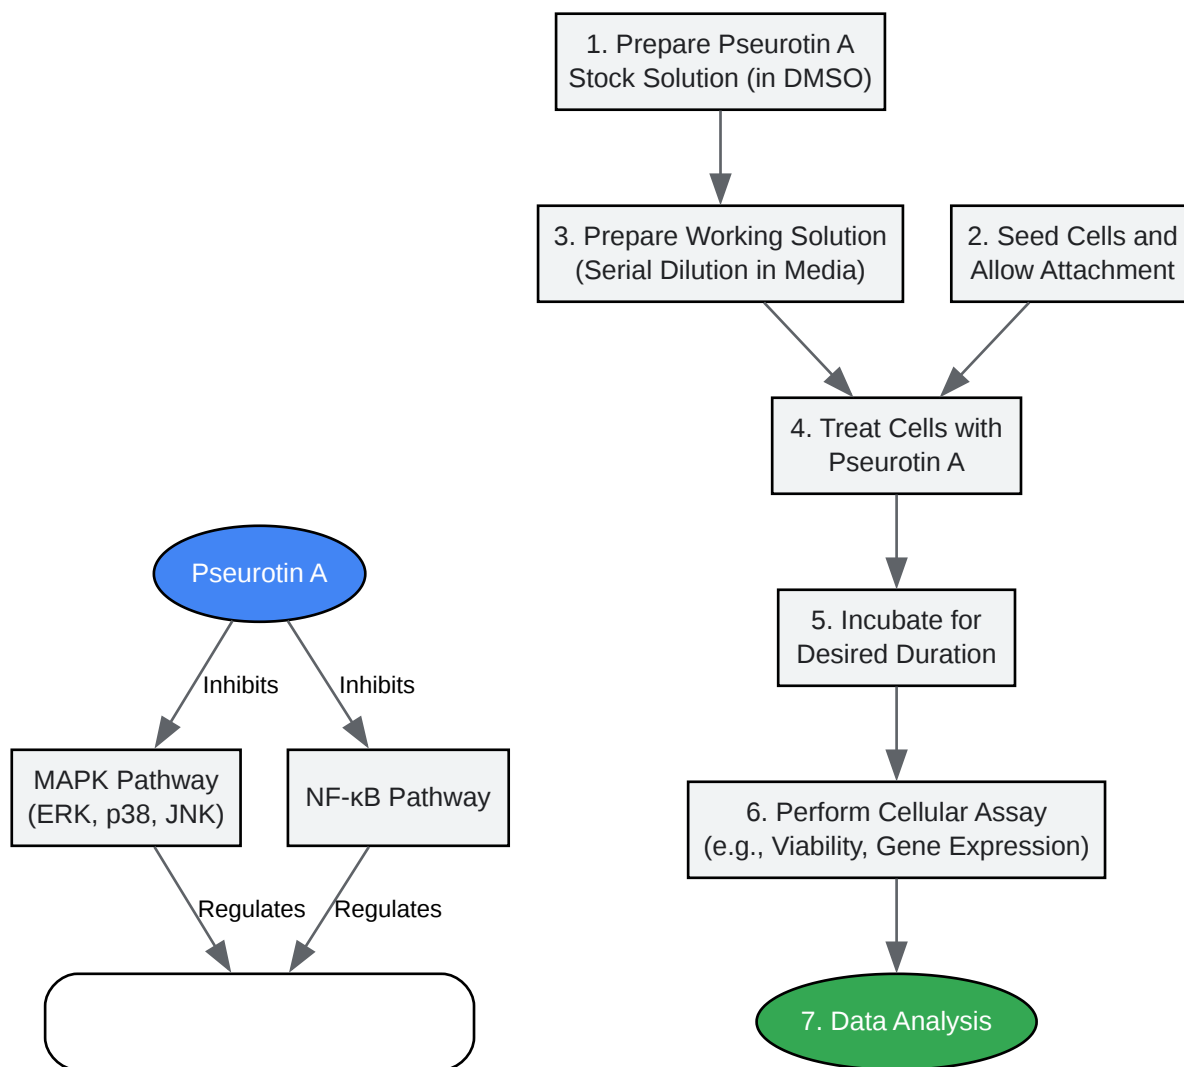 1. Prepare Pseurotin A
Stock Solution (in DMSO)
3. Prepare Working Solution
(Serial Dilution in Media)
2. Seed Cells and
Allow Attachment
4. Treat Cells with
Pseurotin A
5. Incubate for
Desired Duration
6. Perform Cellular Assay
(e.g., Viability, Gene Expression)
7. Data Analysis
Pseurotin A
Inhibits
Inhibits
MAPK Pathway
(ERK, p38, JNK)
NF-κB Pathway
Regulates
Regulates